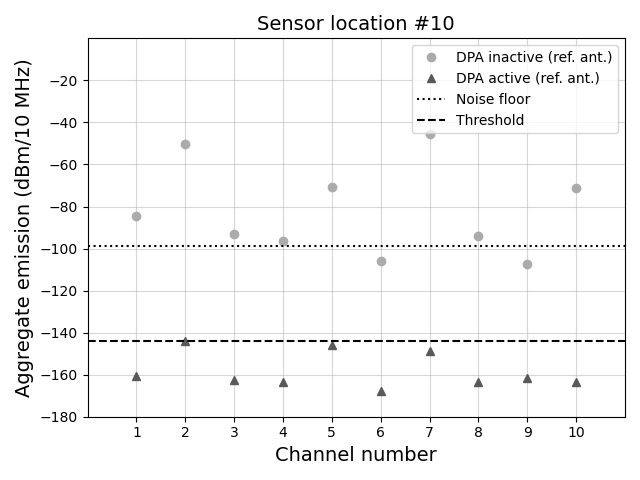 Sensor location #10
DPA inactive (ref. ant.)
DPA active (ref. ant.)
Noise floor
Threshold
Aggregate emission (dBm/10 MHz)
−20
−40
−60
−80
−100
−120
−140
−160
−180
1 2 3 4 5 6 7 8 9 10
Channel number